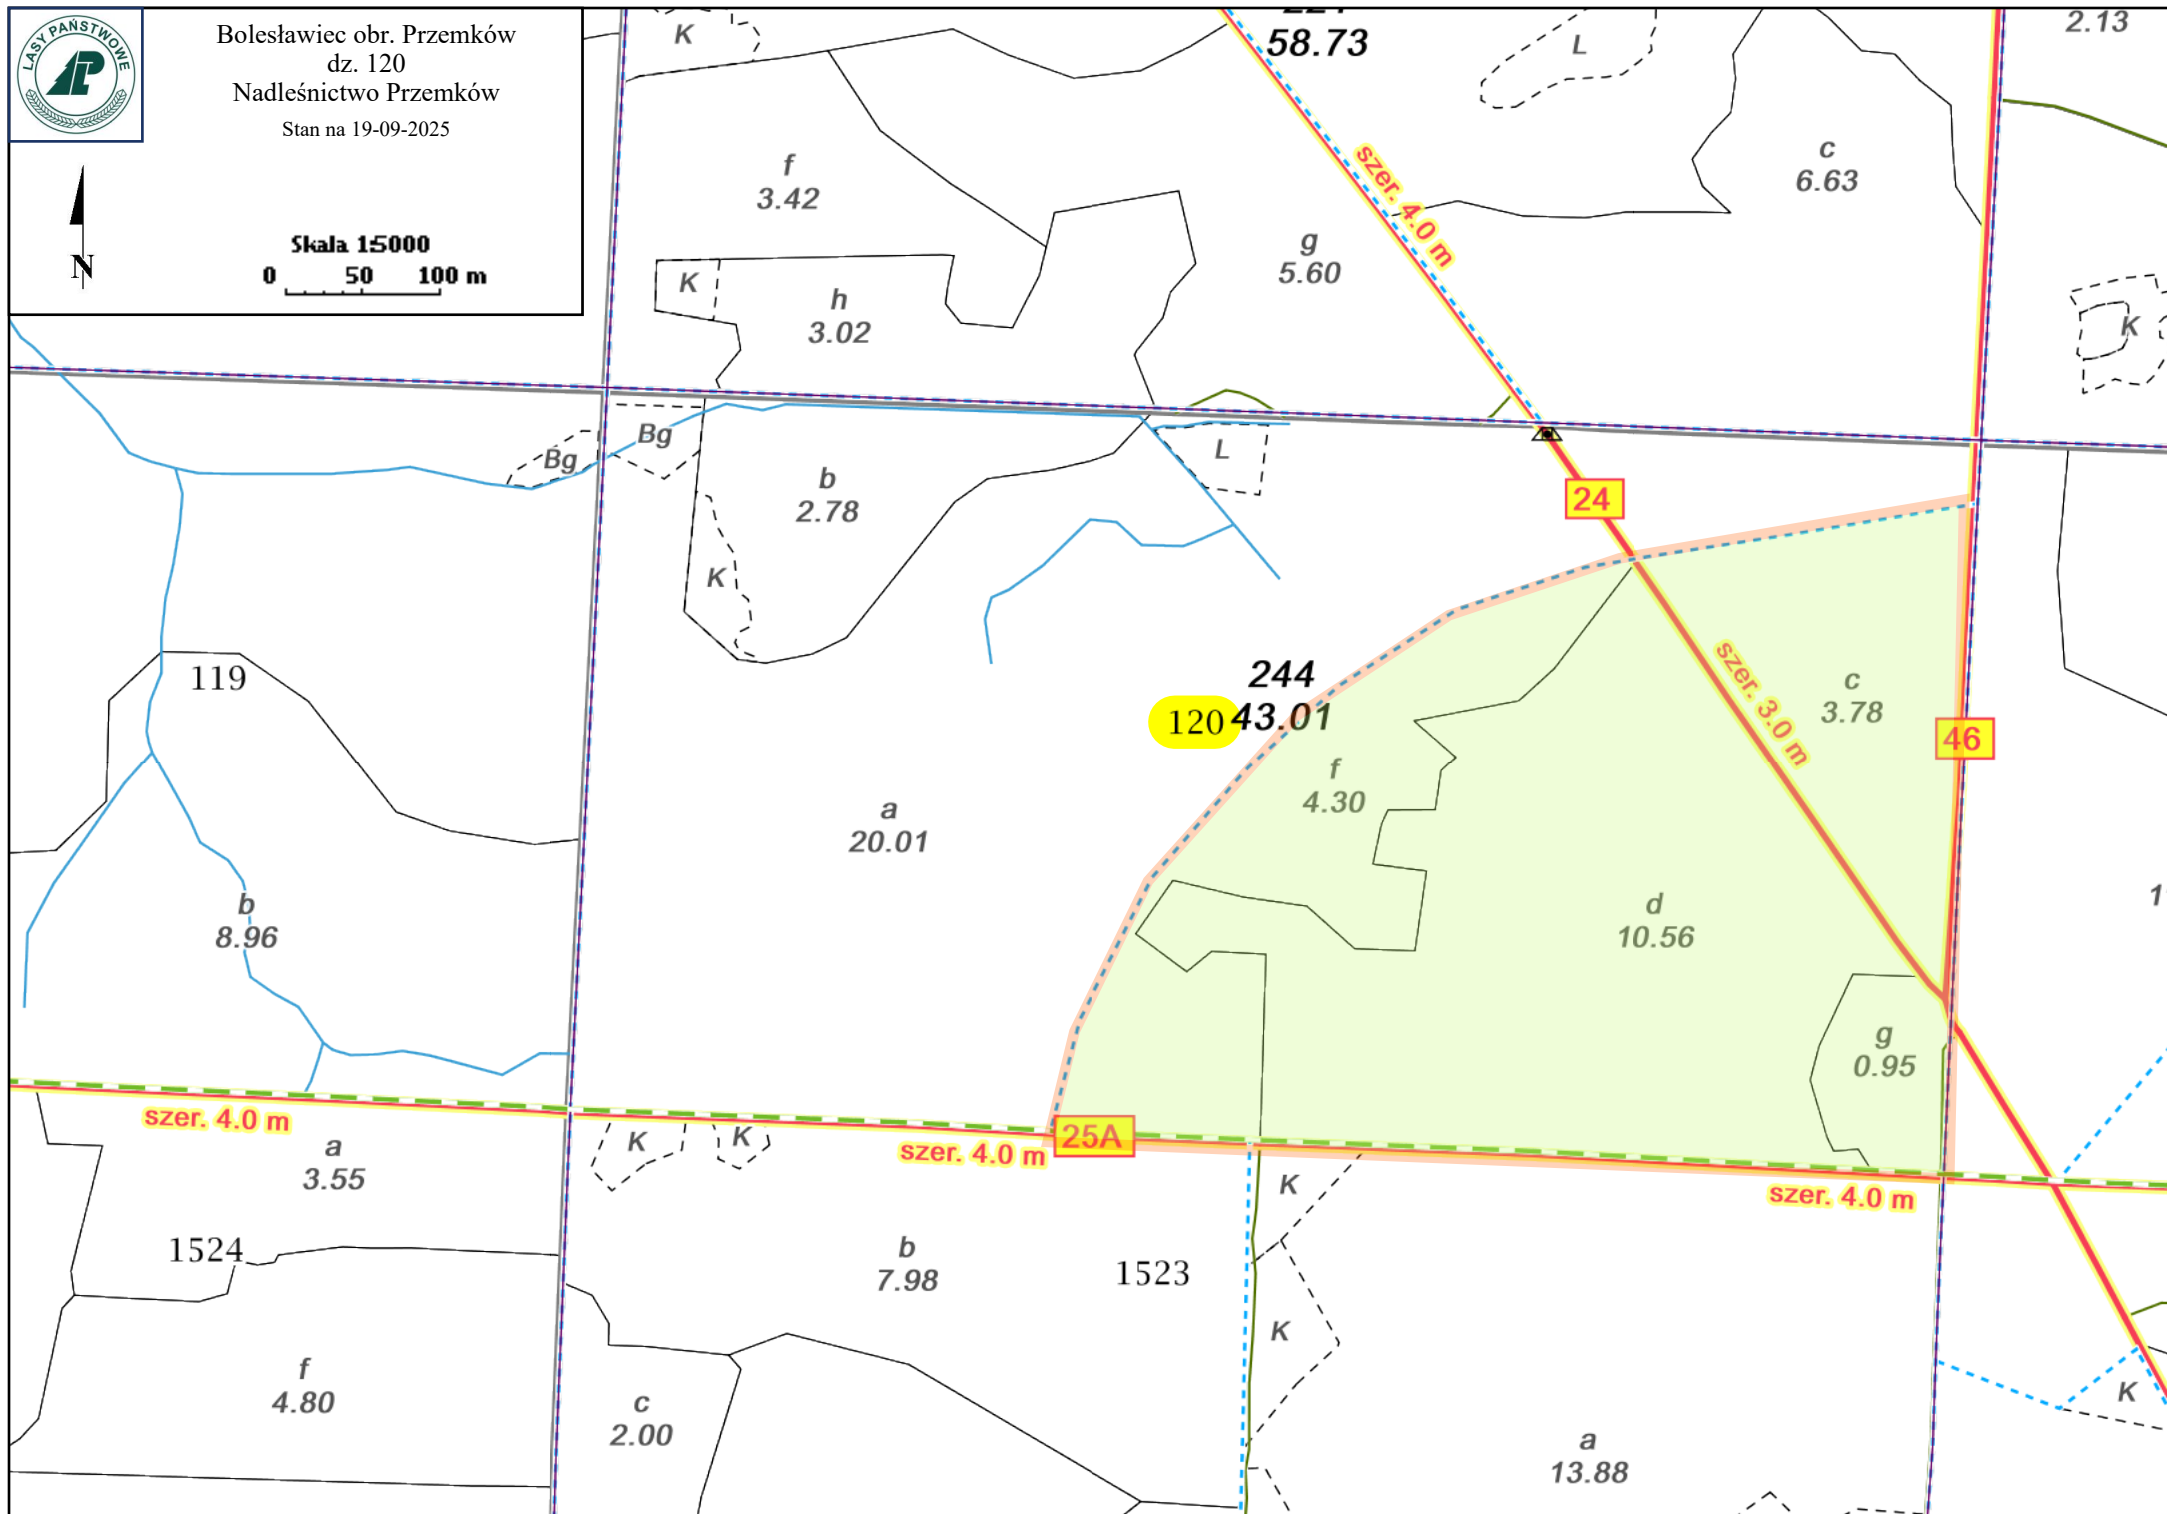 LASY PAŃSTWOWE
Bolesławiec obr. Przemków
dz. 120
Nadleśnictwo Przemków
Stan na 19-09-2025
N
Skala 1:5000
0 50 100 m
K
58.73
L
2.13
szer. 4.0 m
f
3.42
c
6.63
g
5.60
K
h
3.02
K
Bg
Bg
L
b
2.78
24
K
119
244
120
43.01
szer. 3.0 m
c
3.78
46
f
4.30
a
20.01
b
8.96
d
10.56
1
g
0.95
szer. 4.0 m
a
3.55
K
K
szer. 4.0 m
25A
K
szer. 4.0 m
1524
b
7.98
1523
K
f
4.80
c
2.00
K
a
13.88